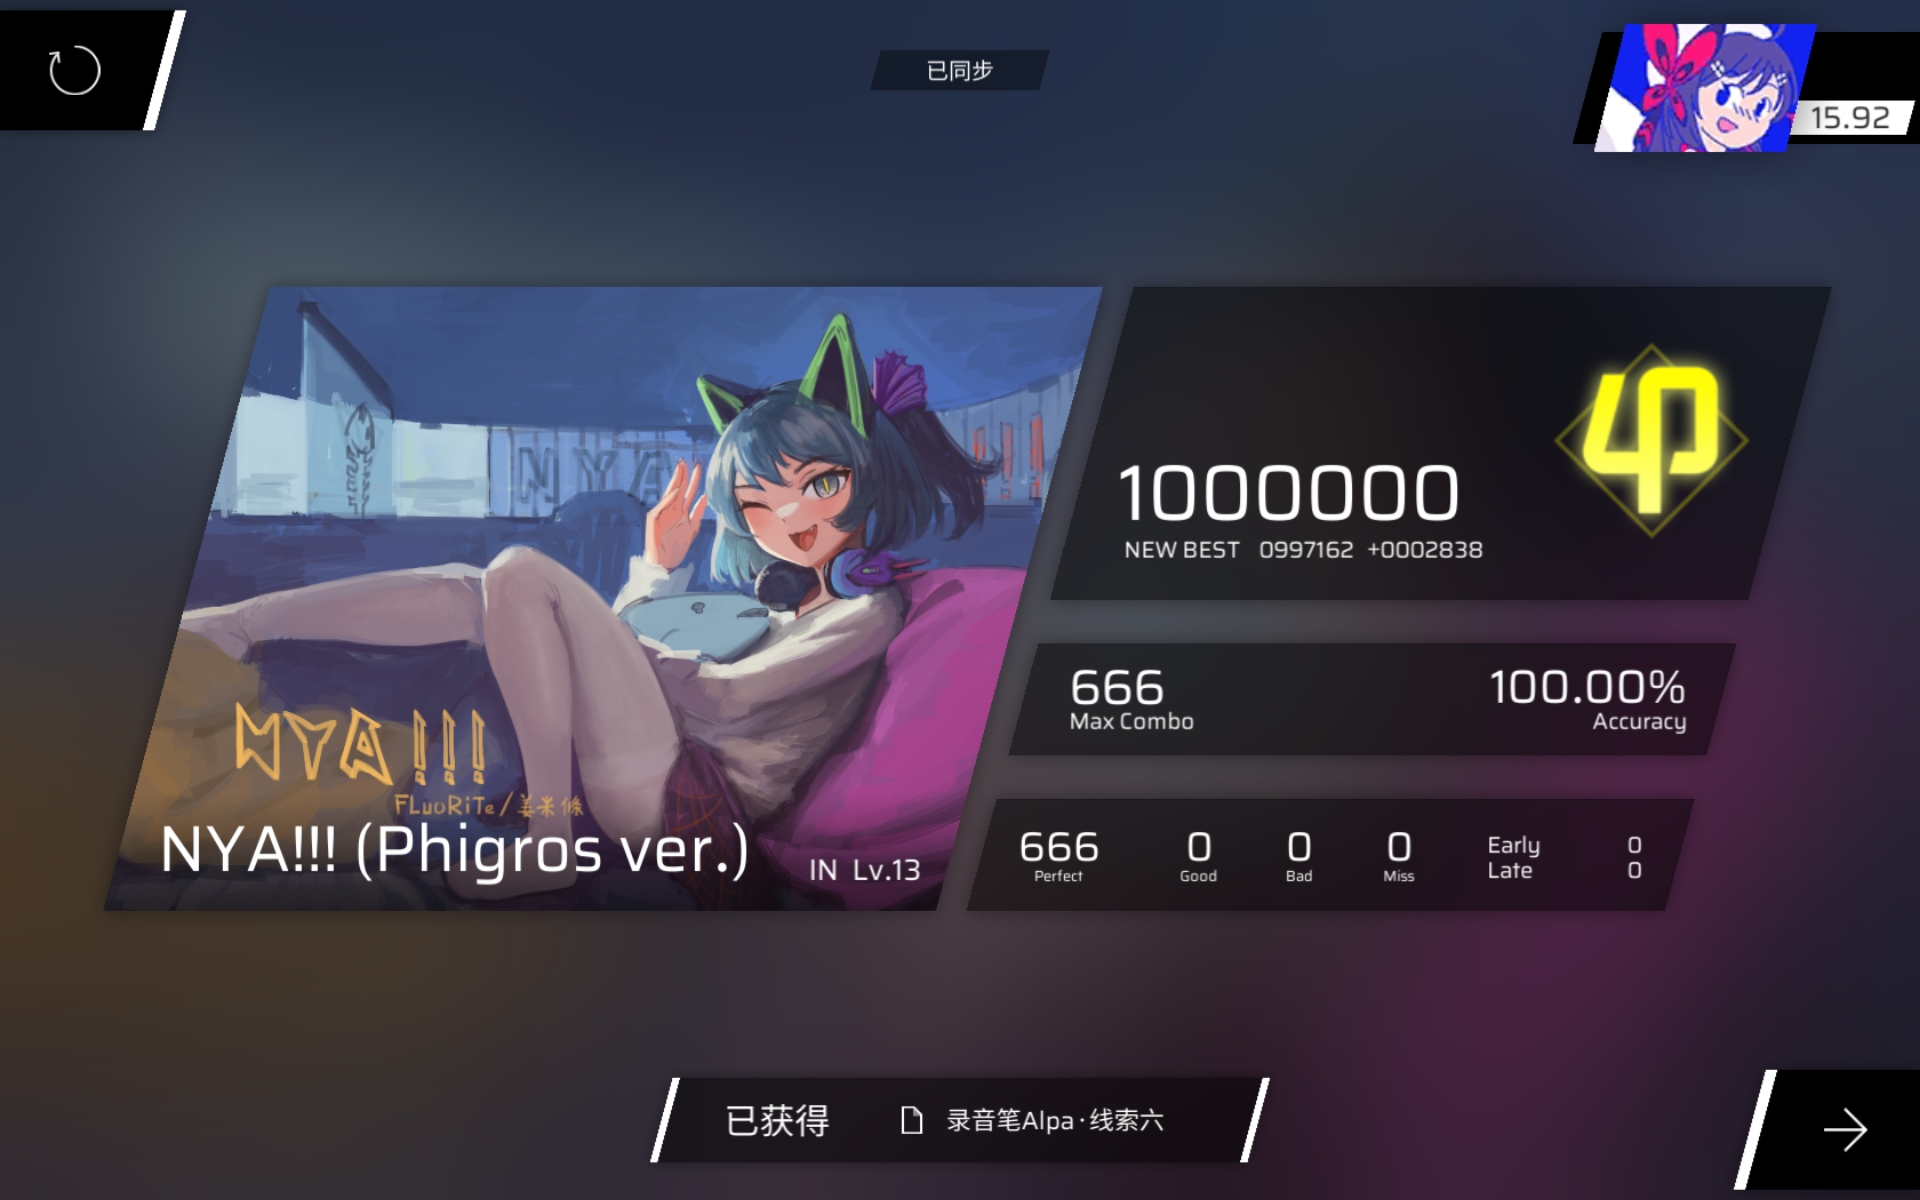 已同步
15.92
NYA
NYA!!!
FLuoRiTe/姜米條
NYA!!! (Phigros ver.)
IN Lv.13
φ
1000000
NEW BEST 0997162 +0002838
666
Max Combo
100.00%
Accuracy
666
Perfect
0
Good
0
Bad
0
Miss
Early 0
Late 0
已获得
录音笔Alpa·线索六